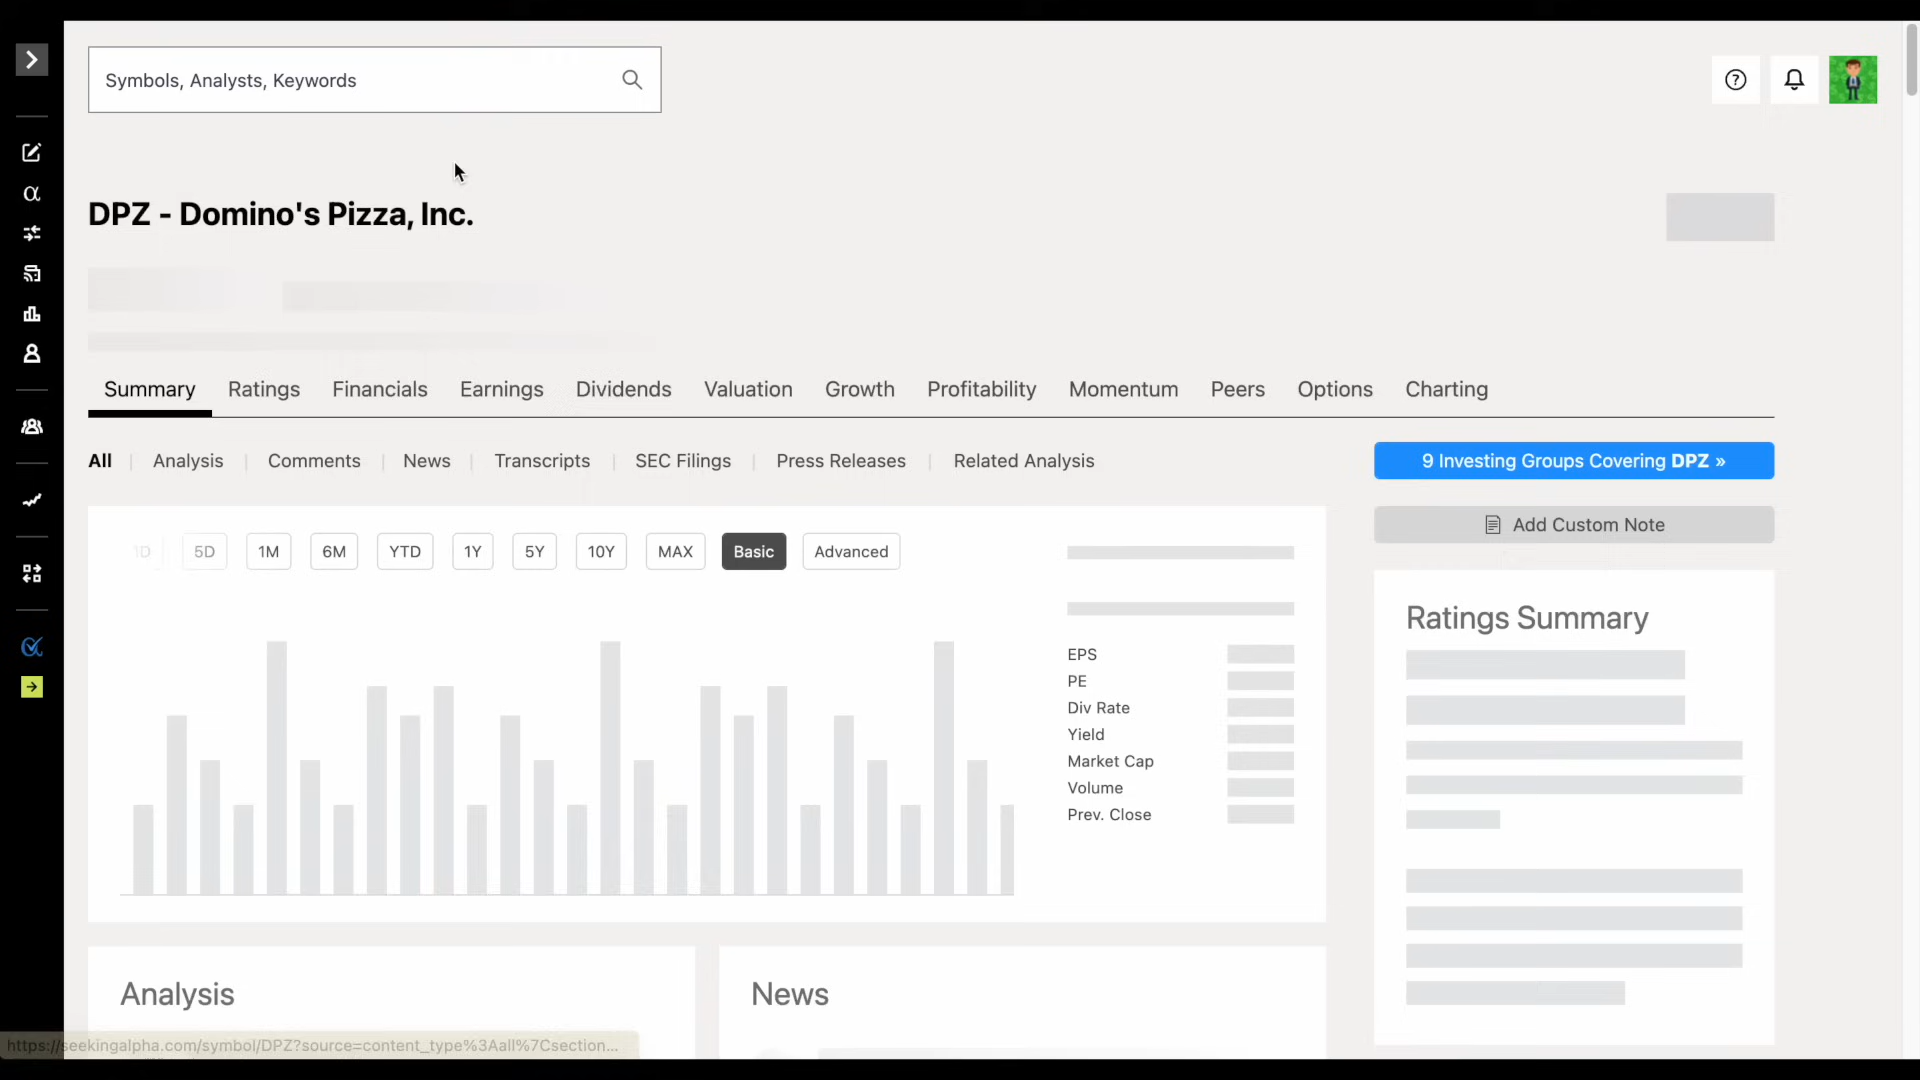 Symbols, Analysts, Keywords
DPZ - Domino's Pizza, Inc.
Summary Ratings Financials Earnings Dividends Valuation Growth Profitability Momentum Peers Options Charting
All | Analysis | Comments | News | Transcripts | SEC Filings | Press Releases | Related Analysis
9 Investing Groups Covering DPZ »
Add Custom Note
1D 5D 1M 6M YTD 1Y 5Y 10Y MAX Basic Advanced
EPS
PE
Div Rate
Yield
Market Cap
Volume
Prev. Close
Ratings Summary
Analysis
News
https://seekingalpha.com/symbol/DPZ?source=content_type%3Aall%7Csection...